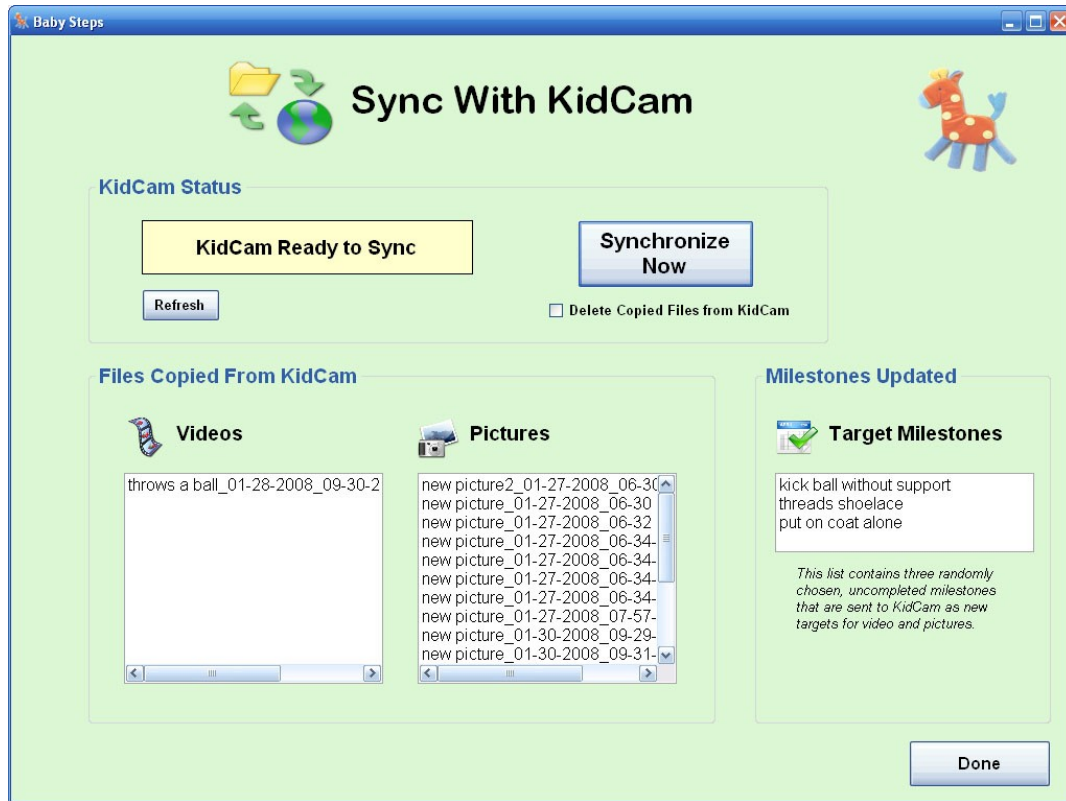 Baby Steps
Sync With KidCam
KidCam Status
KidCam Ready to Sync
Synchronize
Now
Refresh
Delete Copied Files from KidCam
Files Copied From KidCam
Videos
throws a ball_01-28-2008_09-30-2
Pictures
new picture2_01-27-2008_06-30
new picture_01-27-2008_06-30
new picture_01-27-2008_06-32
new picture_01-27-2008_06-34-
new picture_01-27-2008_06-34-
new picture_01-27-2008_06-34-
new picture_01-27-2008_06-34-
new picture_01-27-2008_07-57-
new picture_01-30-2008_09-29-
new picture_01-30-2008_09-31-
Milestones Updated
Target Milestones
kick ball without support
threads shoelace
put on coat alone
This list contains three randomly
chosen, uncompleted milestones
that are sent to KidCam as new
targets for video and pictures.
Done